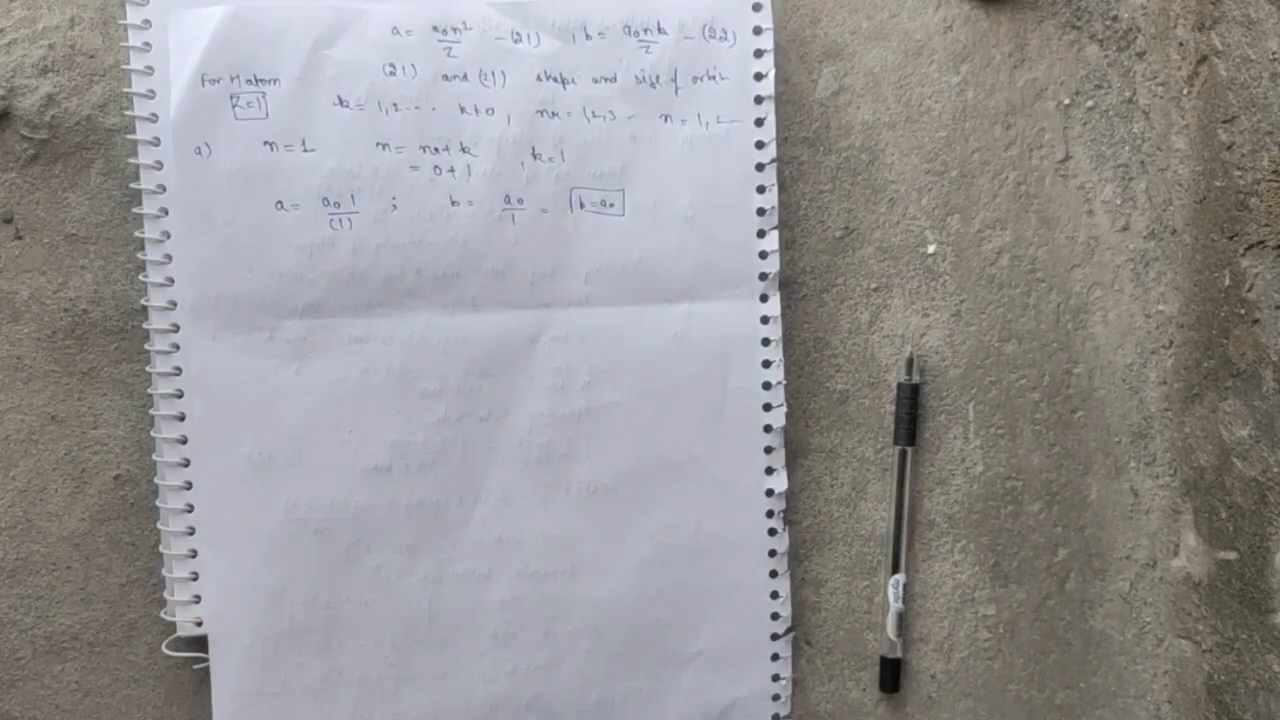 a = a₀n²/Z - (21) , b = a₀nk/Z - (22)
(21) and (21) shape and size of orbit
For H atom
Z=1
k = 1,2.... k≠0, nr = 1,2,3 - n = 1,2—
a) n = 1 n = nr + k , k = 1
= 0 + 1
a = a₀ 1/(1) ; b = a₀/1 = b = a₀
mystic